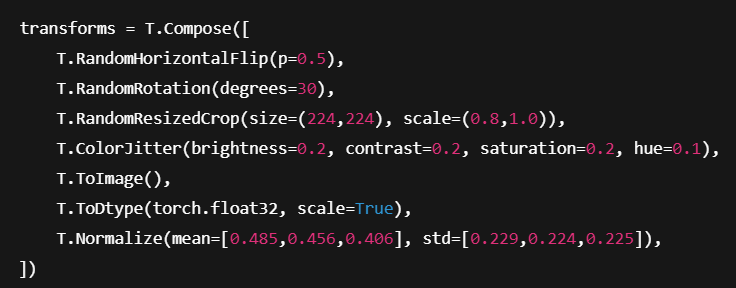 transforms = T.Compose([
    T.RandomHorizontalFlip(p=0.5),
    T.RandomRotation(degrees=30),
    T.RandomResizedCrop(size=(224,224), scale=(0.8,1.0)),
    T.ColorJitter(brightness=0.2, contrast=0.2, saturation=0.2, hue=0.1),
    T.ToImage(),
    T.ToDtype(torch.float32, scale=True),
    T.Normalize(mean=[0.485,0.456,0.406], std=[0.229,0.224,0.225]),
])